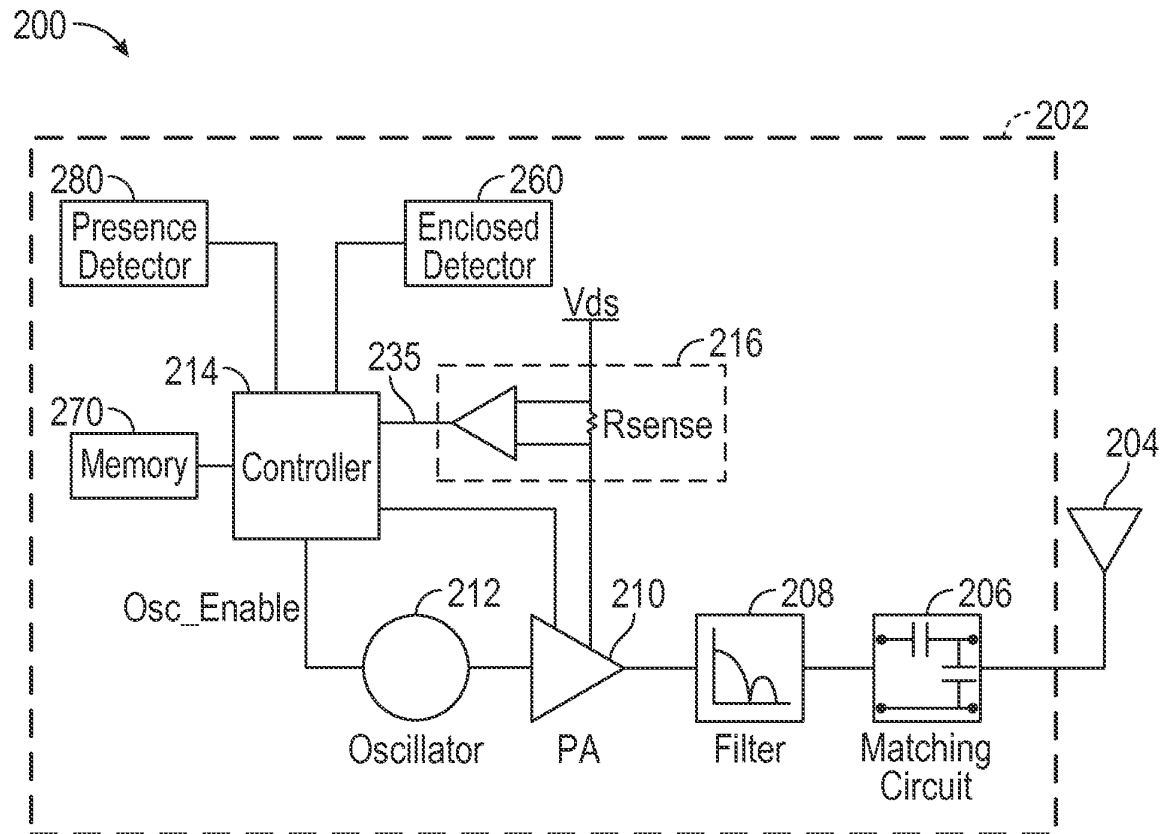 200
202
280
Presence
Detector
260
Enclosed
Detector
Vds
214
235
216
Rsense
270
Memory
Controller
204
Osc_Enable
212
210
208
206
Oscillator
PA
Filter
Matching
Circuit